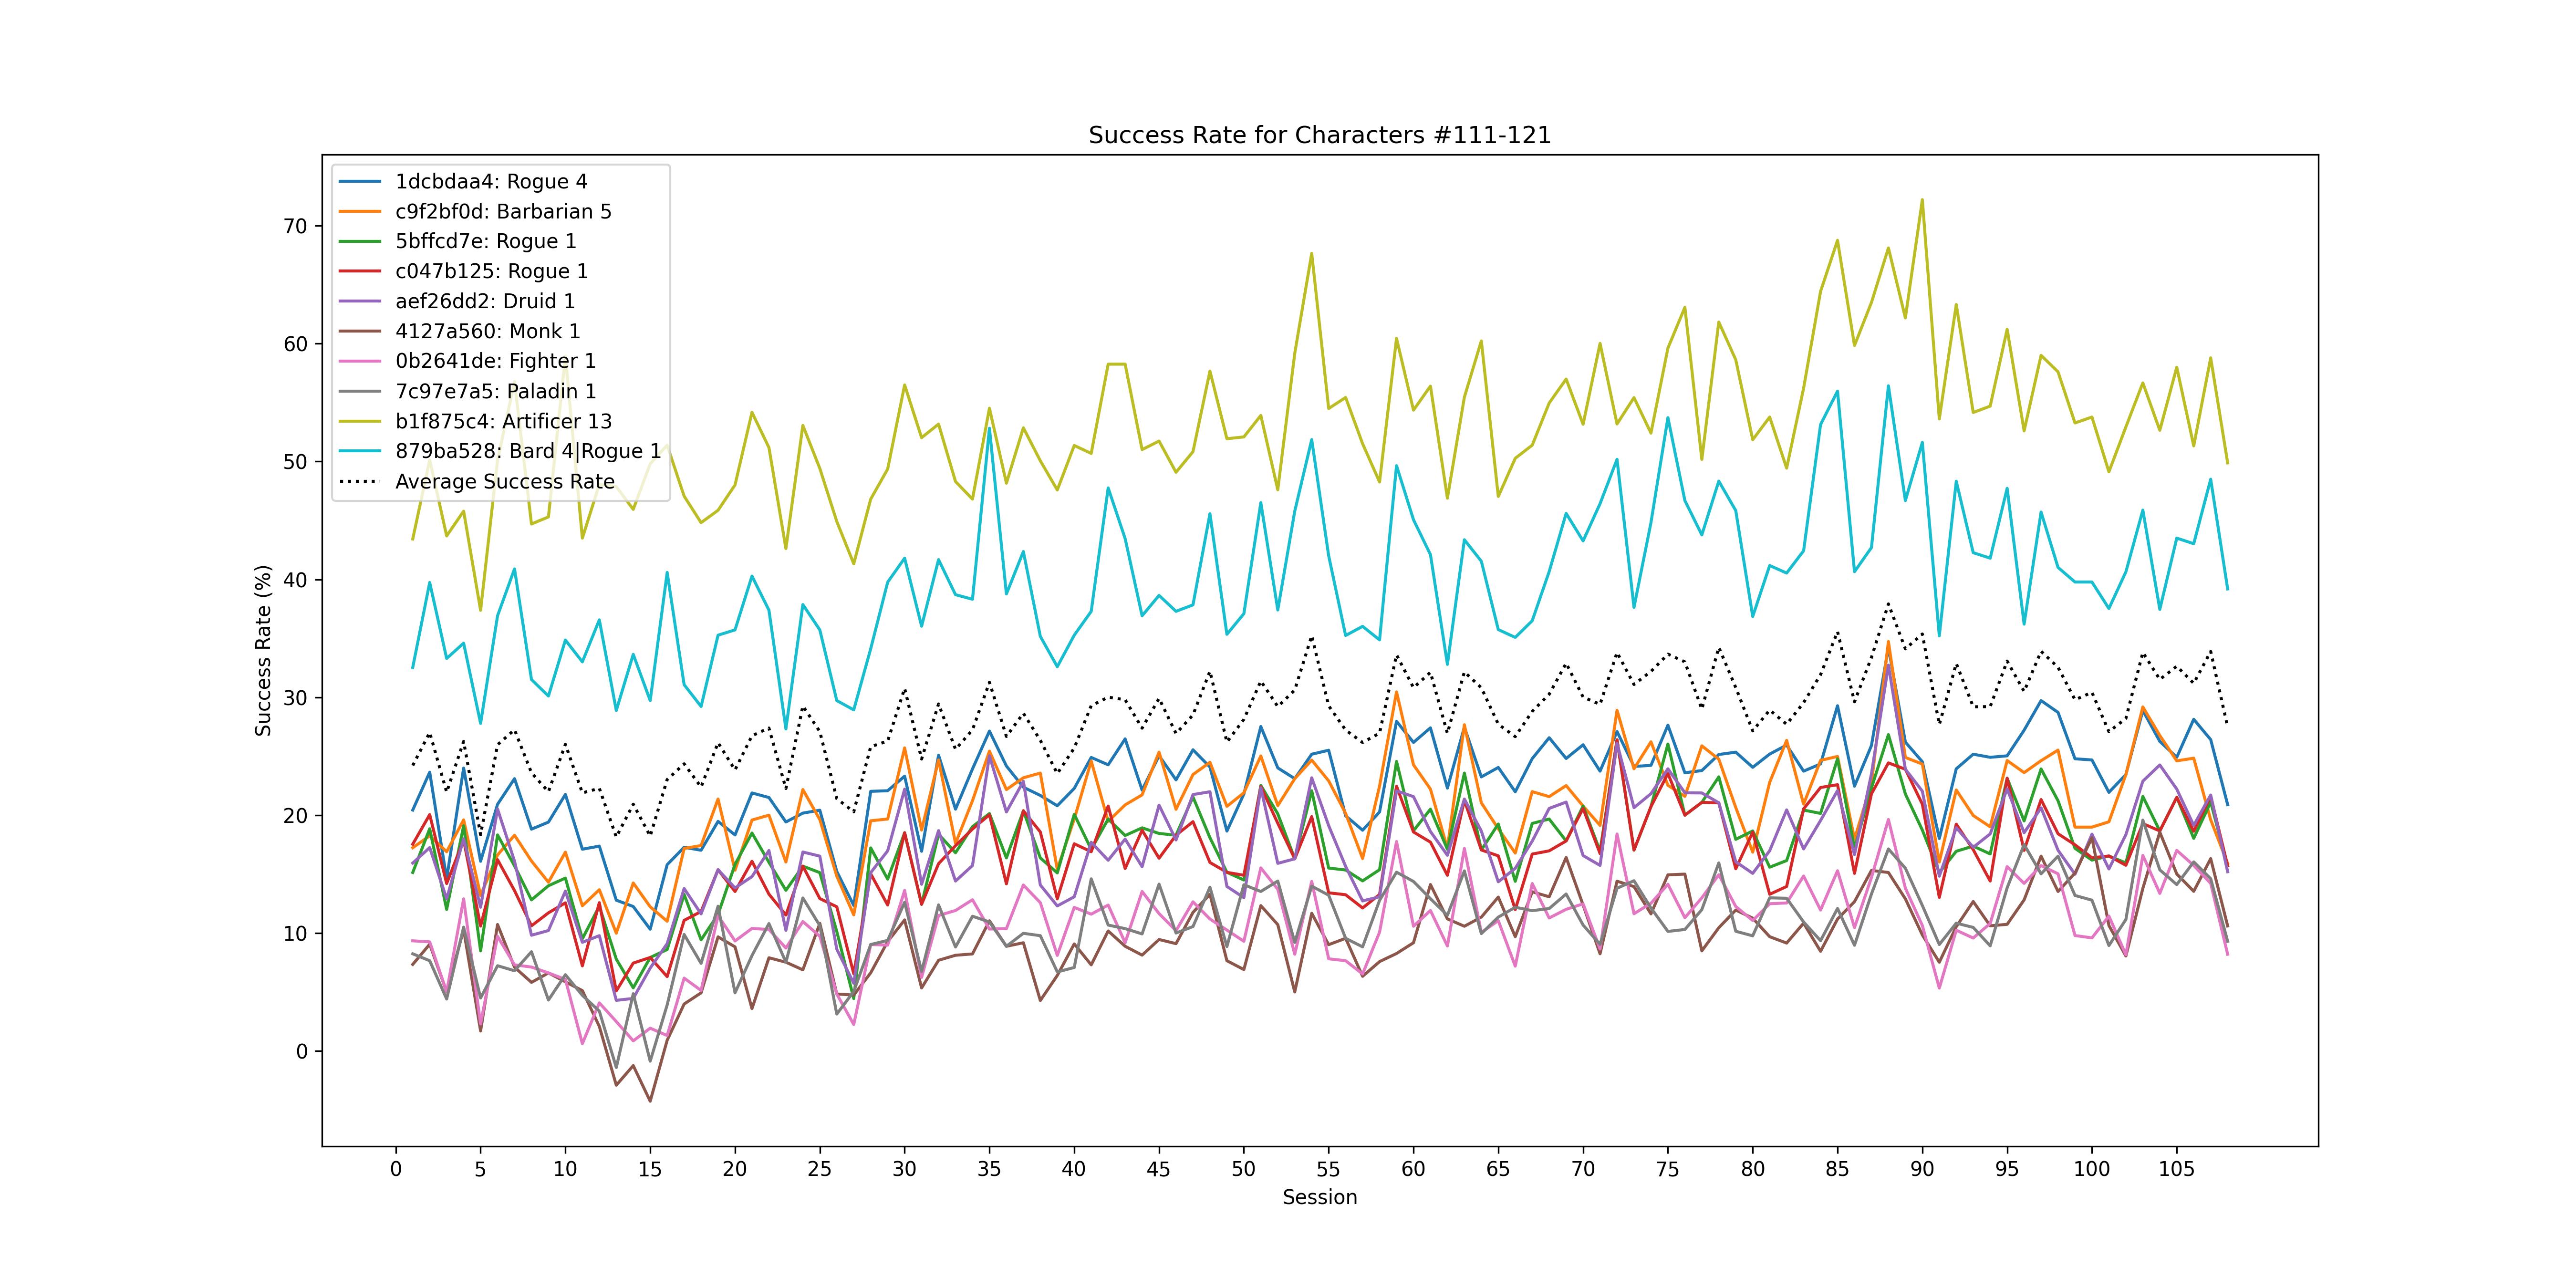 Success Rate for Characters #111-121
1dcbdaa4: Rogue 4
c9f2bf0d: Barbarian 5
5bffcd7e: Rogue 1
c047b125: Rogue 1
aef26dd2: Druid 1
4127a560: Monk 1
0b2641de: Fighter 1
7c97e7a5: Paladin 1
b1f875c4: Artificer 13
879ba528: Bard 4|Rogue 1
Average Success Rate
Success Rate (%)
70
60
50
40
30
20
10
0
0 5 10 15 20 25 30 35 40 45 50 55 60 65 70 75 80 85 90 95 100 105
Session